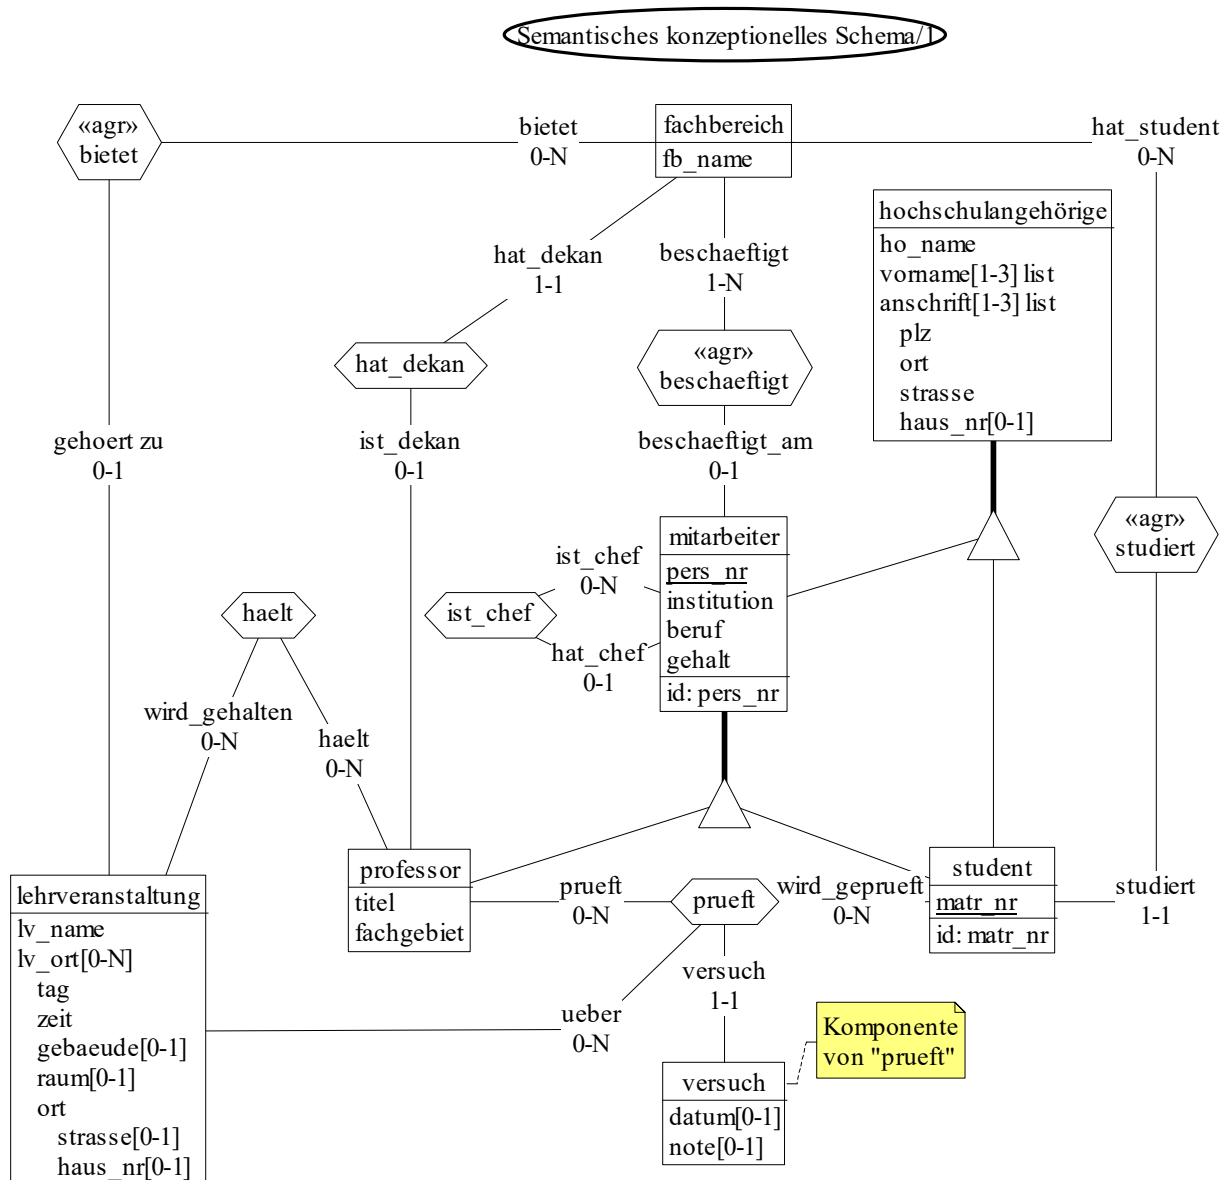 Semantisches konzeptionelles Schema/1
«agr»
bietet
bietet
0-N
fachbereich
fb_name
hat_student
0-N
hochschulangehörige
ho_name
vorname[1-3] list
anschrift[1-3] list
plz
ort
strasse
haus_nr[0-1]
hat_dekan
1-1
beschaeftigt
1-N
hat_dekan
«agr»
beschaeftigt
gehoert zu
0-1
ist_dekan
0-1
beschaeftigt_am
0-1
«agr»
studiert
mitarbeiter
pers_nr
institution
beruf
gehalt
id: pers_nr
ist_chef
0-N
ist_chef
hat_chef
0-1
haelt
wird_gehalten
0-N
haelt
0-N
professor
titel
fachgebiet
prueft
0-N
prueft
wird_geprueft
0-N
student
matr_nr
id: matr_nr
studiert
1-1
lehrveranstaltung
lv_name
lv_ort[0-N]
tag
zeit
gebaeude[0-1]
raum[0-1]
ort
strasse[0-1]
haus_nr[0-1]
versuch
1-1
ueber
0-N
Komponente
von "prueft"
versuch
datum[0-1]
note[0-1]